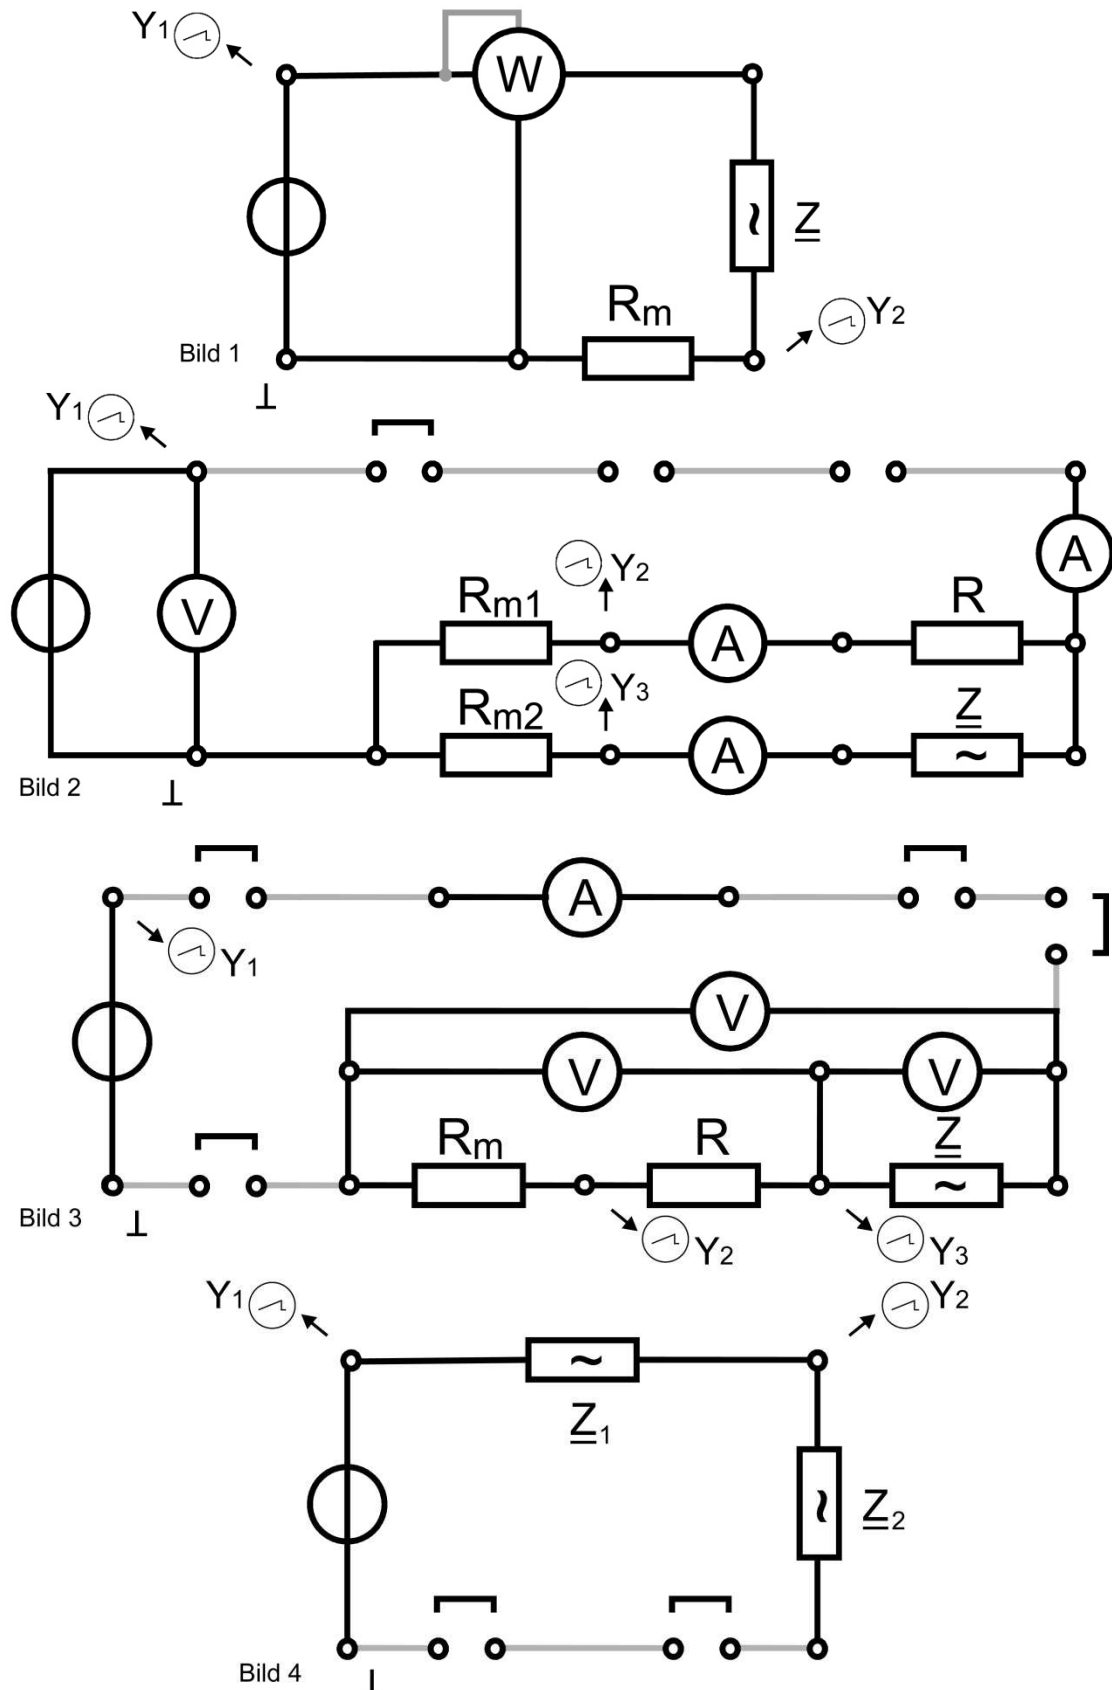 Y1
W
Z
Rm
Y2
Bild 1
Y1
A
V
Y2
Rm1
A
R
Y3
Rm2
A
Z
~
Bild 2
A
Y1
V
V
V
Rm
R
Z
~
Bild 3
Y2
Y3
Y1
Y2
~
Z1
Z2
Bild 4